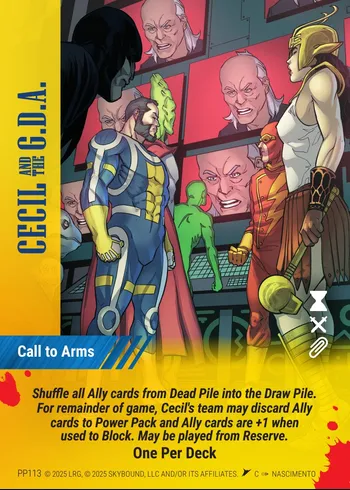 CECIL AND THE G.D.A.
Call to Arms
Shuffle all Ally cards from Dead Pile into the Draw Pile.
For remainder of game, Cecil's team may discard Ally
cards to Power Pack and Ally cards are +1 when
used to Block. May be played from Reserve.
One Per Deck
PP113 © 2025 LRG, © 2025 SKYBOUND, LLC AND/OR ITS AFFILIATES. C NASCIMENTO